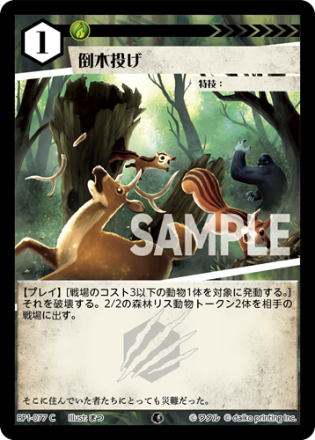 1
倒木投げ
特技：
SAMPLE
【プレイ】[戦場のコスト3以下の動物1体を対象に発動する。]
それを破壊する。2/2の森林リス動物トークン2体を相手の
戦場に出す。
そこに住んでいた者たちにとっても災難だった。
BP1-077 C Illust: きつ © ワタル © daiko printing inc.